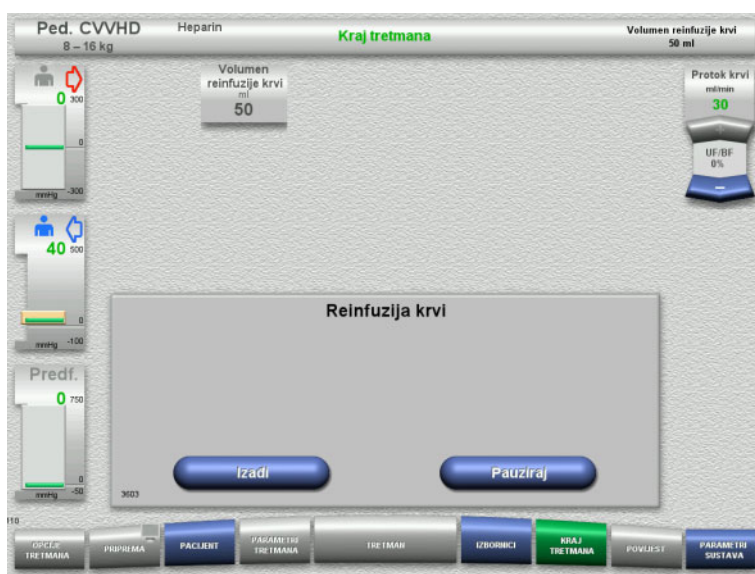 Ped. CVVHD
8 – 16 kg
Heparin
Kraj tretmana
Volumen reinfuzije krvi
50 ml
0
300
0
-300
mmHg
40
500
0
-100
mmHg
Predf.
0
750
0
-50
mmHg
Volumen
reinfuzije krvi
ml
50
Protok krvi
ml/min
30
+
UF/BF
0%
–
Reinfuzija krvi
Izađi
Pauziraj
3603
OPCIJE
TRETMANA
PRIPREMA
PACIJENT
PARAMETRI
TRETMANA
TRETMAN
IZBORNICI
KRAJ
TRETMANA
POVIJEST
PARAMETRI
SUSTAVA